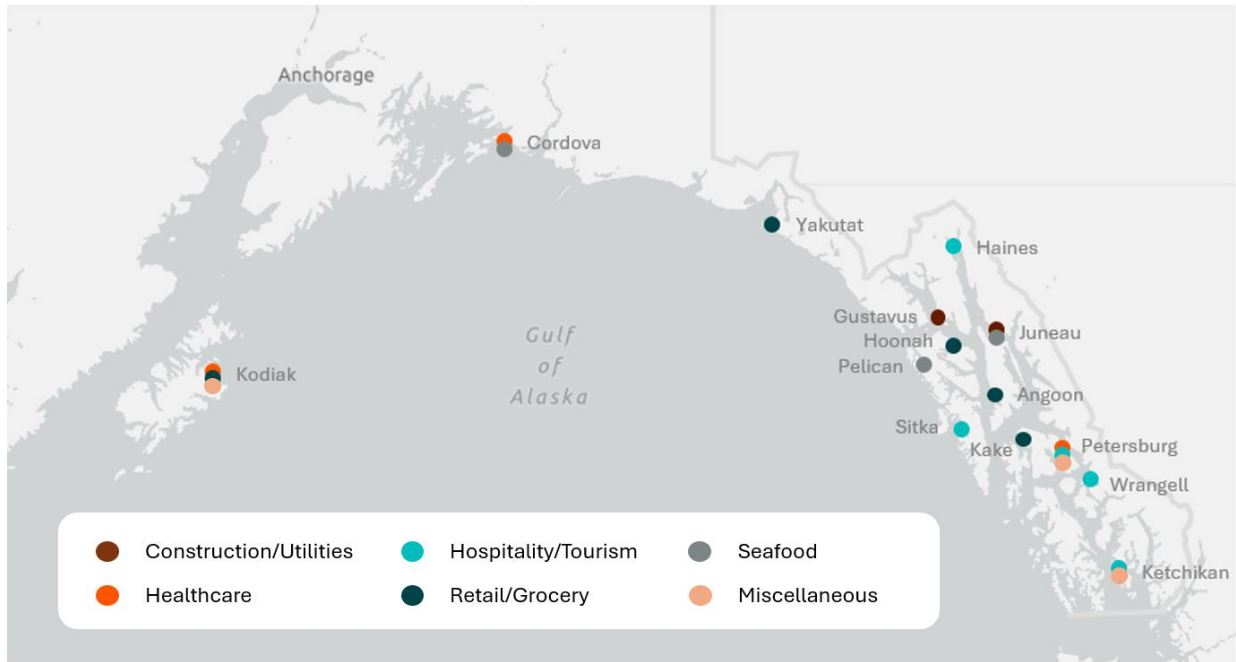 Anchorage
Cordova
Yakutat
Haines
Gustavus
Juneau
Hoonah
Pelican
Kodiak
Gulf
of
Alaska
Angoon
Sitka
Kake
Petersburg
Wrangell
Ketchikan
Construction/Utilities
Hospitality/Tourism
Seafood
Healthcare
Retail/Grocery
Miscellaneous